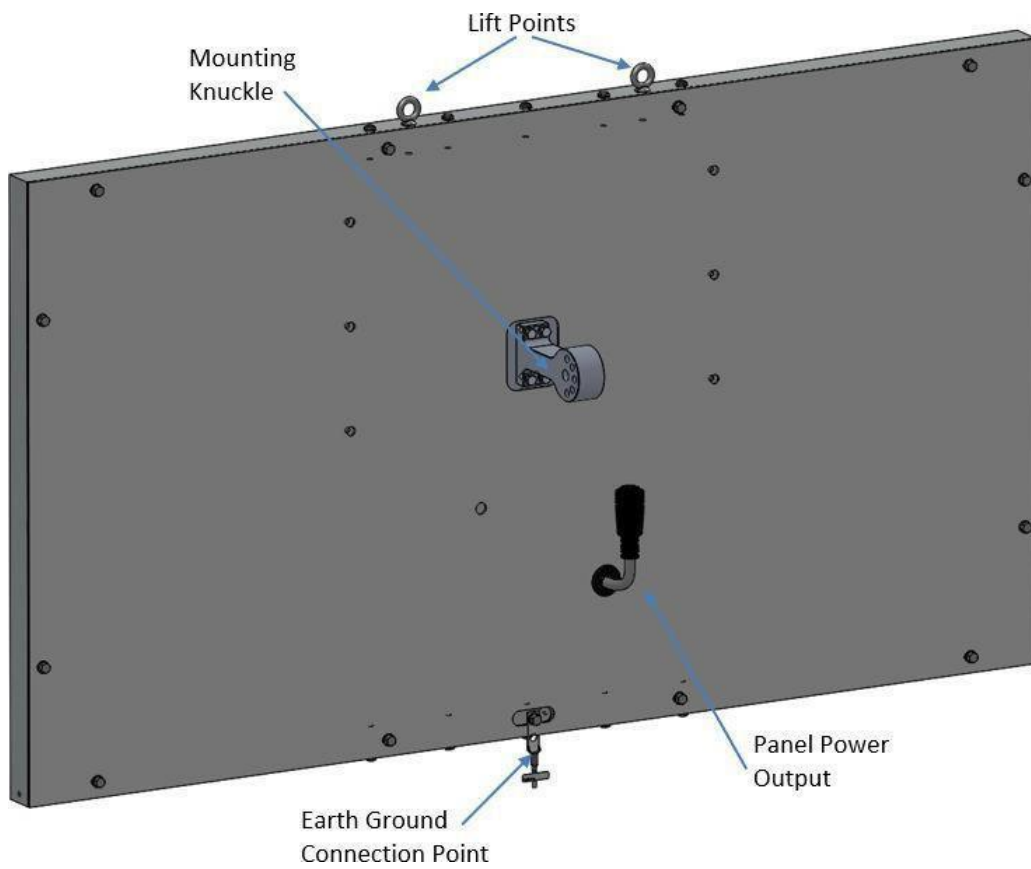 Lift Points
Mounting
Knuckle
Panel Power
Output
Earth Ground
Connection Point